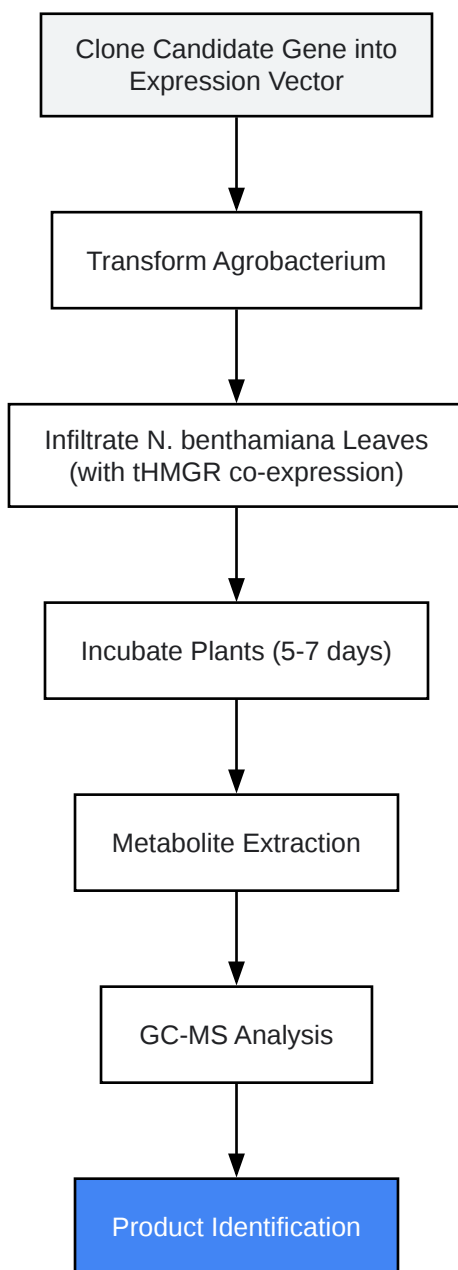 Clone Candidate Gene into
Expression Vector
Transform Agrobacterium
Infiltrate N. benthamiana Leaves
(with tHMGR co-expression)
Incubate Plants (5-7 days)
Metabolite Extraction
GC-MS Analysis
Product Identification